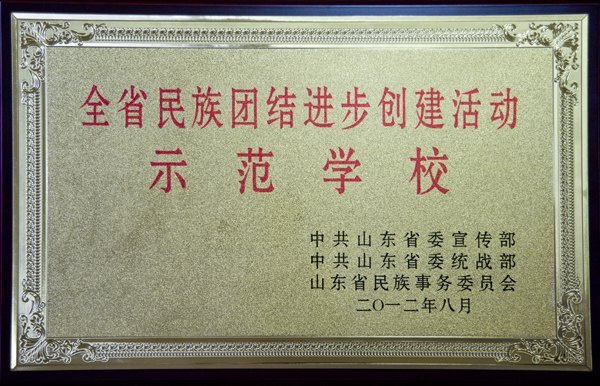 全省民族团结进步创建活动
示范学校
中共山东省委宣传部
中共山东省委统战部
山东省民族事务委员会
二〇一二年八月